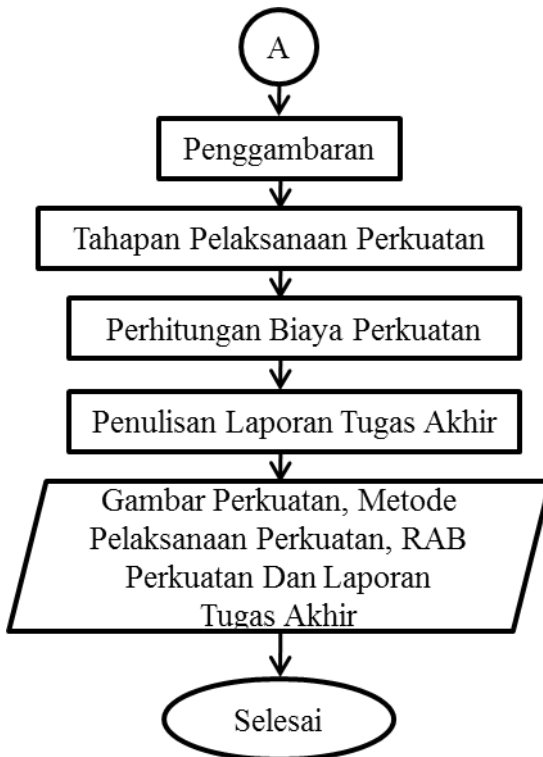 A
Penggambaran
Tahapan Pelaksanaan Perkuatan
Perhitungan Biaya Perkuatan
Penulisan Laporan Tugas Akhir
Gambar Perkuatan, Metode
Pelaksanaan Perkuatan, RAB
Perkuatan Dan Laporan
Tugas Akhir
Selesai